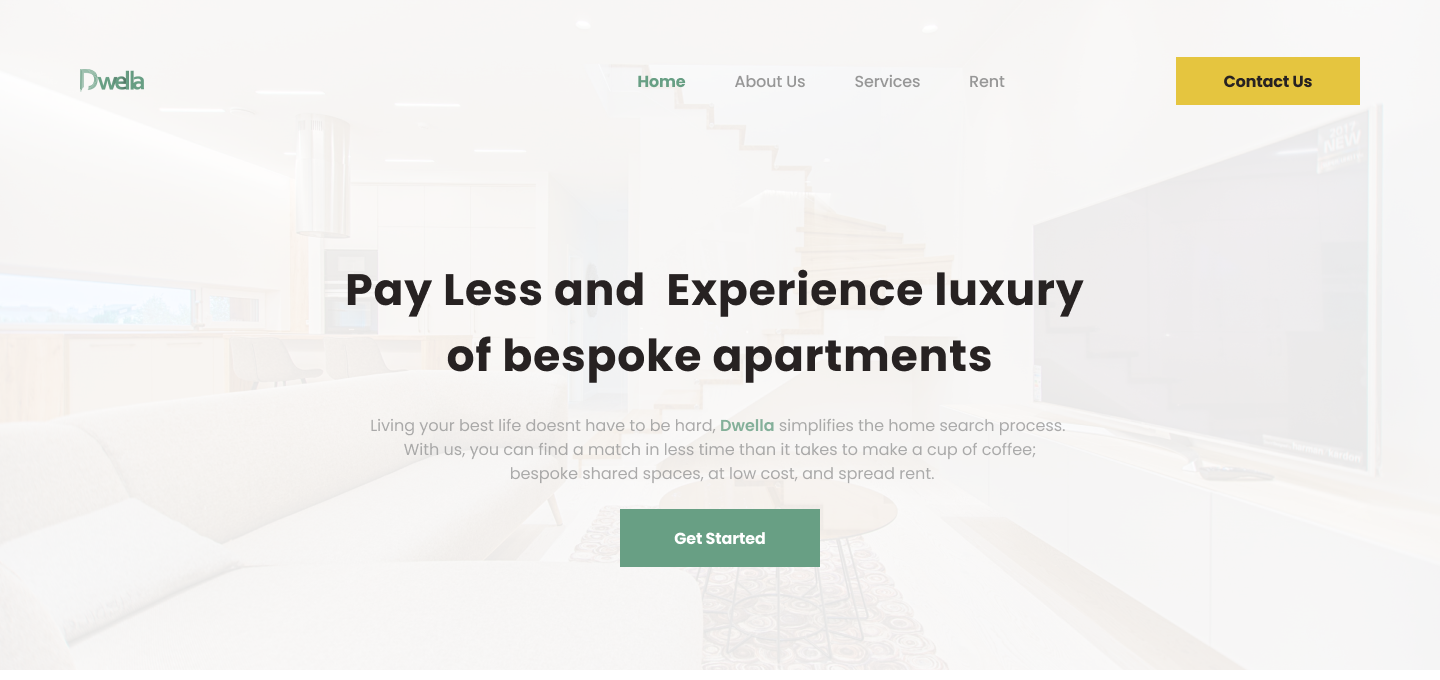 Dwella
Home
About Us
Services
Rent
Contact Us
NEW
Pay Less and  Experience luxury
of bespoke apartments
Living your best life doesnt have to be hard, Dwella simplifies the home search process.
With us, you can find a match in less time than it takes to make a cup of coffee;
bespoke shared spaces, at low cost, and spread rent.
Get Started